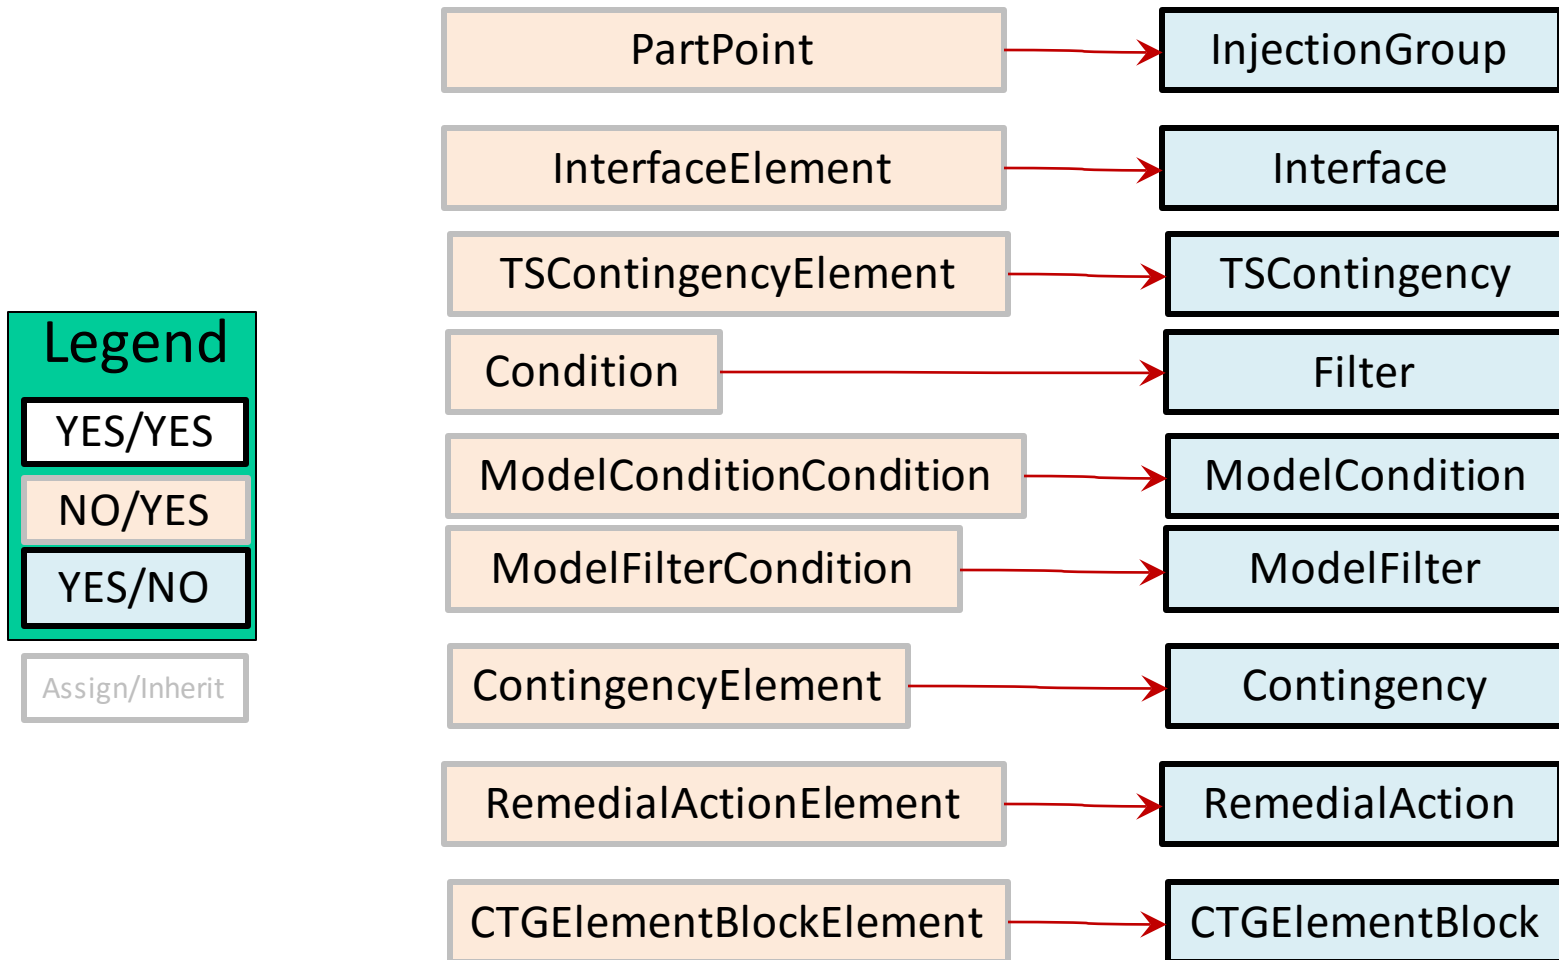 PartPoint
InjectionGroup
InterfaceElement
Interface
TSContingencyElement
TSContingency
Legend
YES/YES
NO/YES
YES/NO
Assign/Inherit
Condition
Filter
ModelConditionCondition
ModelCondition
ModelFilterCondition
ModelFilter
ContingencyElement
Contingency
RemedialActionElement
RemedialAction
CTGElementBlockElement
CTGElementBlock